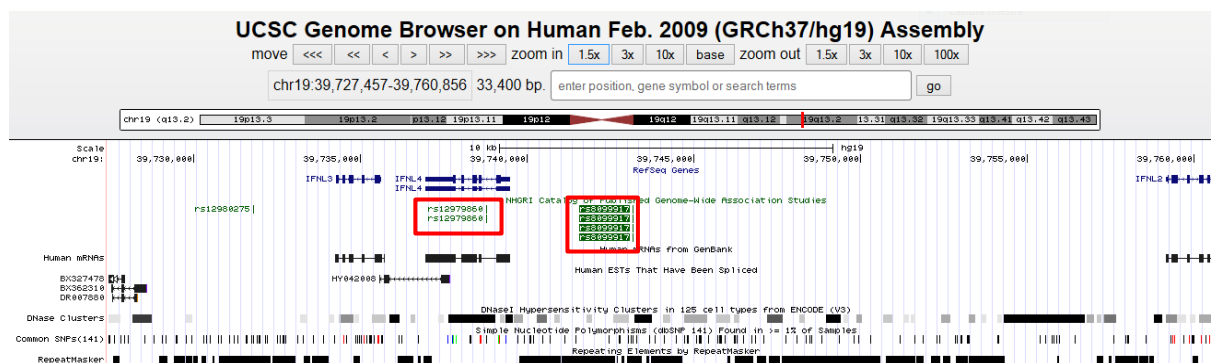 UCSC Genome Browser on Human Feb. 2009 (GRCh37/hg19) Assembly
move <<< << < > >> >>> zoom in 1.5x 3x 10x base zoom out 1.5x 3x 10x 100x
chr19:39,727,457-39,760,856 33,400 bp. enter position, gene symbol or search terms go
chr19 (q13.2) 19p13.3 19p13.2 p13.12 19p13.11 19p12 19q12 19q13.11 q13.12 19q13.2 13.31 q13.32 19q13.33 q13.41 q13.42 q13.43
Scale 10 kb hg19
chr19: 39,730,000 39,735,000 39,740,000 39,745,000 39,750,000 39,755,000 39,760,000
RefSeq Genes
IFNL3 IFNL4 IFNL2
IFNL4
NHGRI Catalog of Published Genome-Wide Association Studies
rs12980275 rs12979860 rs8099917
rs12979860 rs8099917
rs8099917
rs8099917
Human mRNAs from GenBank
Human mRNAs
Human ESTs That Have Been Spliced
BX327478 HY042008
BX362310
DR007880
DNaseI Hypersensitivity Clusters in 125 cell types from ENCODE (V3)
DNase Clusters
Simple Nucleotide Polymorphisms (dbSNP 141) Found in >= 1% of Samples
Common SNPs(141)
Repeating Elements by RepeatMasker
RepeatMasker